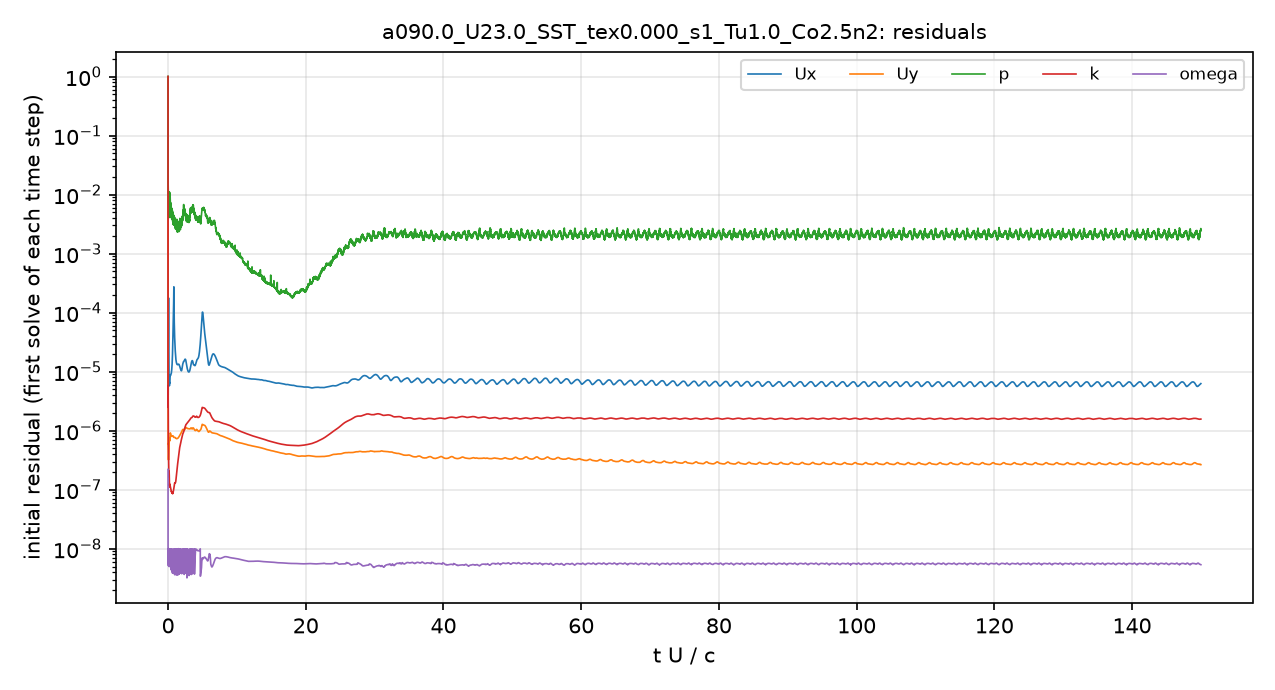 a090.0_U23.0_SST_tex0.000_s1_Tu1.0_Co2.5n2: residuals
Ux Uy p k omega
10⁰
10⁻¹
10⁻²
10⁻³
10⁻⁴
10⁻⁵
10⁻⁶
10⁻⁷
10⁻⁸
initial residual (first solve of each time step)
0 20 40 60 80 100 120 140
t U / c